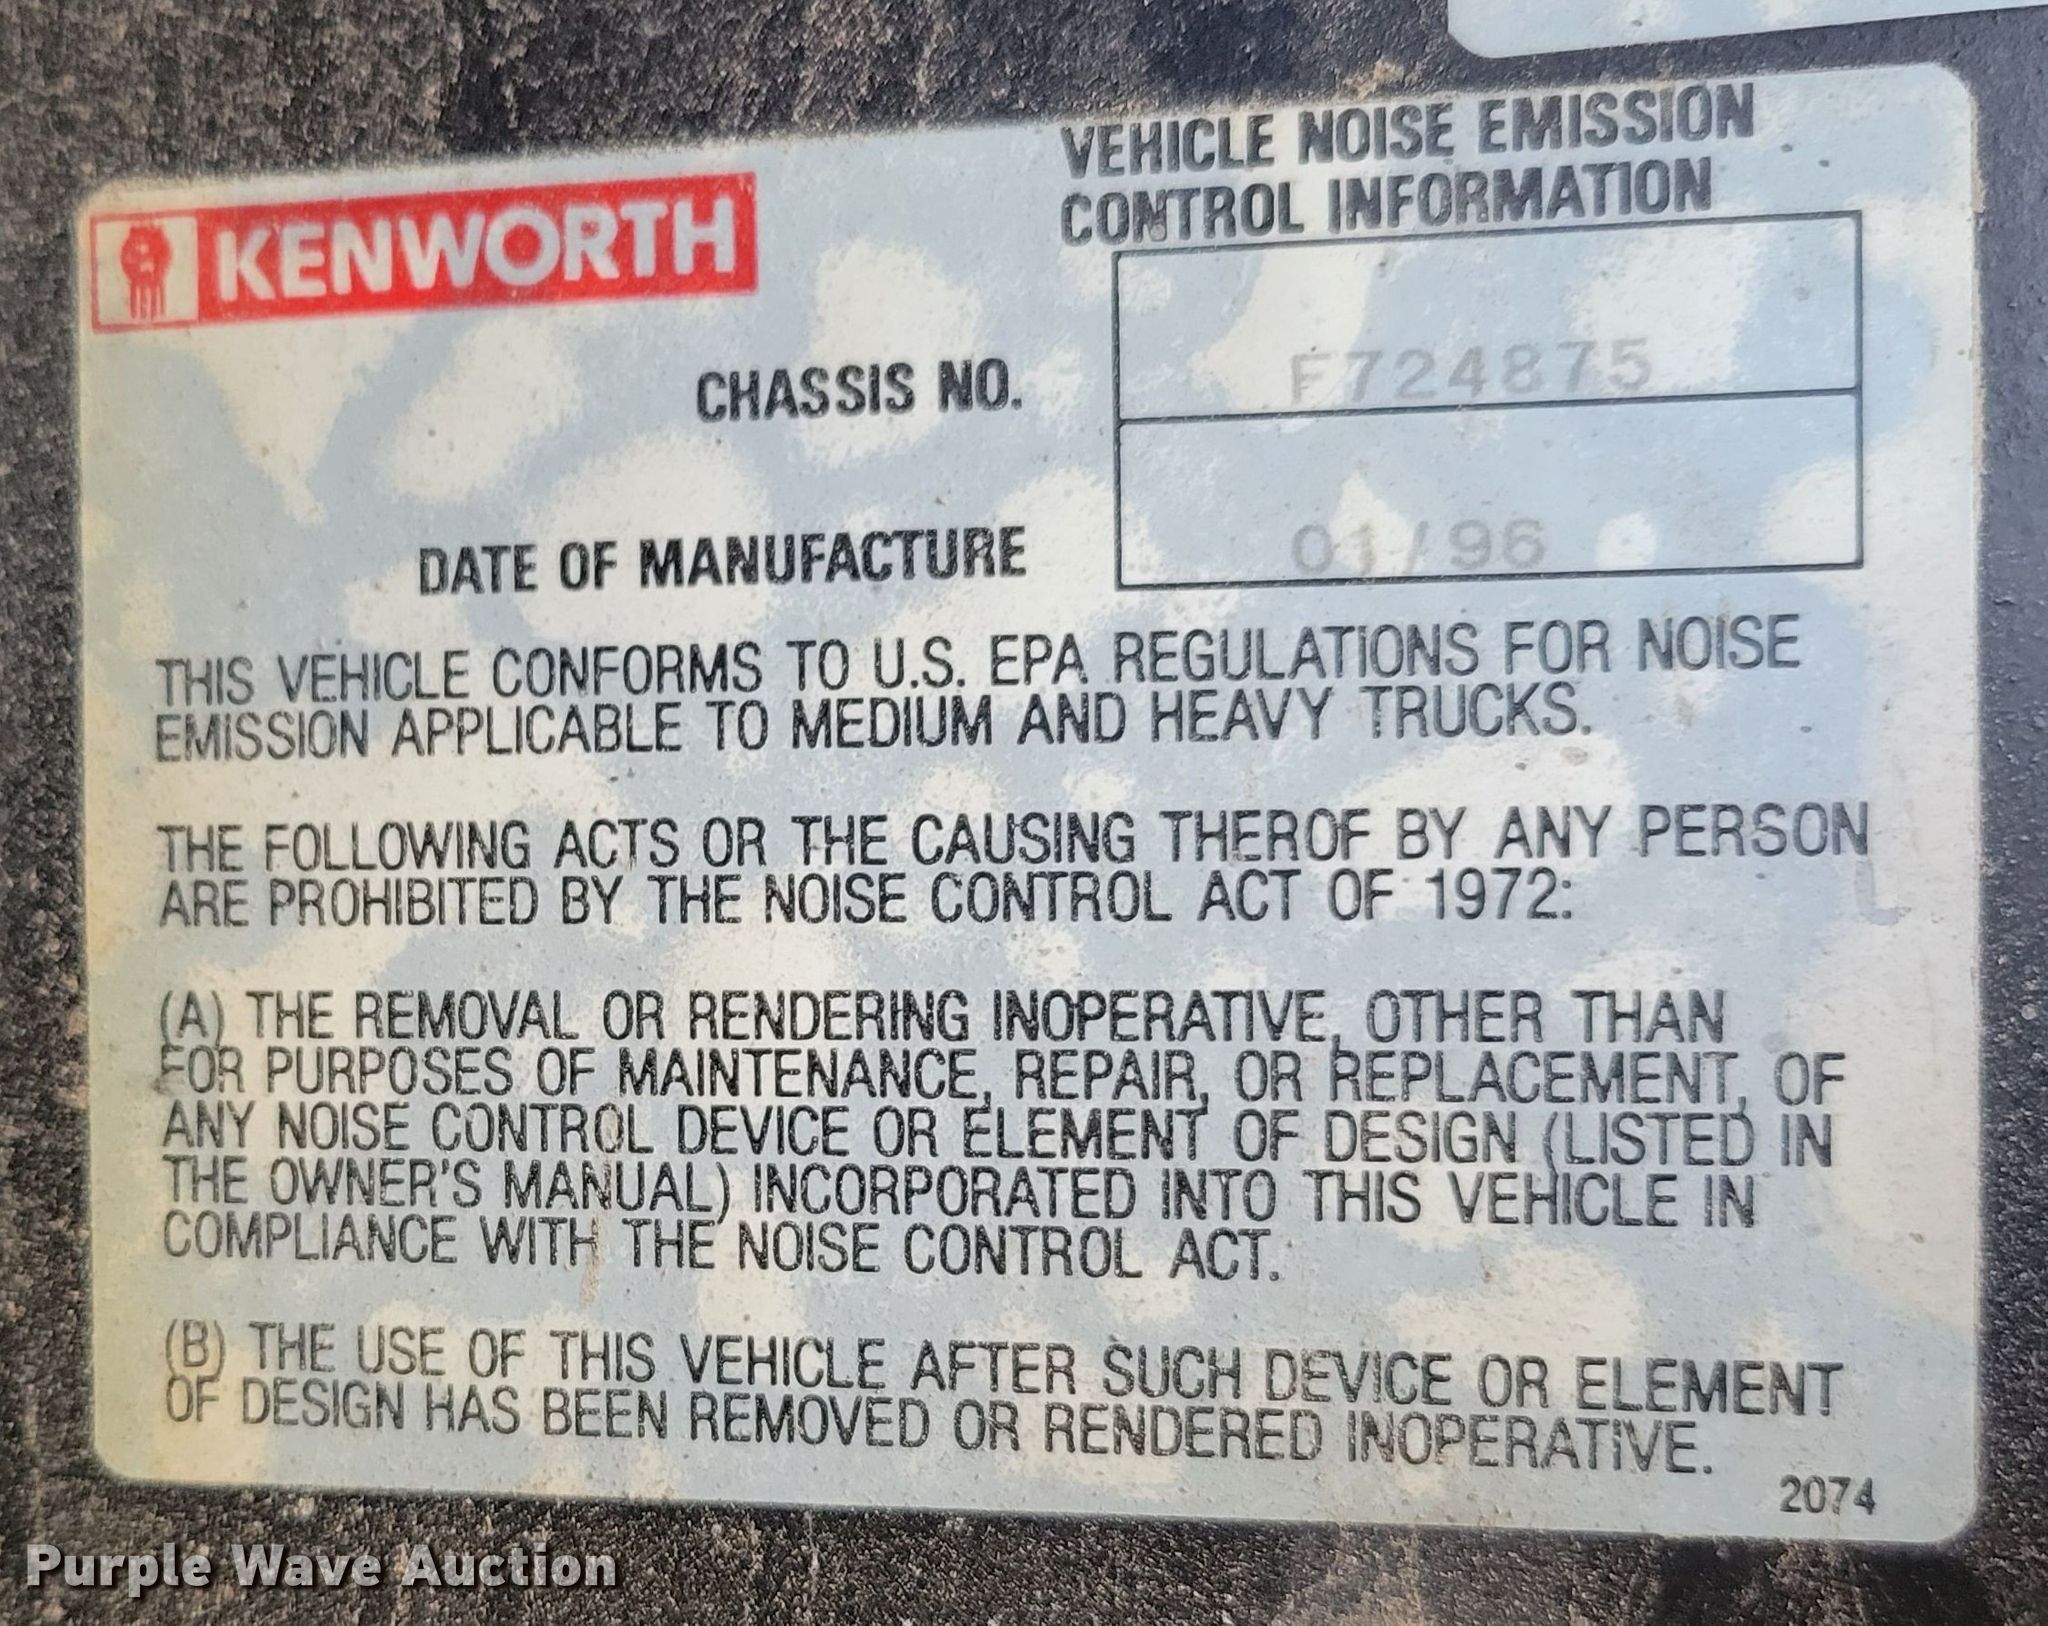 VEHICLE NOISE EMISSION
CONTROL INFORMATION
KENWORTH
CHASSIS NO. F724875
DATE OF MANUFACTURE 01/96
THIS VEHICLE CONFORMS TO U.S. EPA REGULATIONS FOR NOISE
EMISSION APPLICABLE TO MEDIUM AND HEAVY TRUCKS.
THE FOLLOWING ACTS OR THE CAUSING THEROF BY ANY PERSON
ARE PROHIBITED BY THE NOISE CONTROL ACT OF 1972:
(A) THE REMOVAL OR RENDERING INOPERATIVE, OTHER THAN
FOR PURPOSES OF MAINTENANCE, REPAIR, OR REPLACEMENT, OF
ANY NOISE CONTROL DEVICE OR ELEMENT OF DESIGN (LISTED IN
THE OWNER'S MANUAL) INCORPORATED INTO THIS VEHICLE IN
COMPLIANCE WITH THE NOISE CONTROL ACT.
(B) THE USE OF THIS VEHICLE AFTER SUCH DEVICE OR ELEMENT
OF DESIGN HAS BEEN REMOVED OR RENDERED INOPERATIVE.
2074
Purple Wave Auction